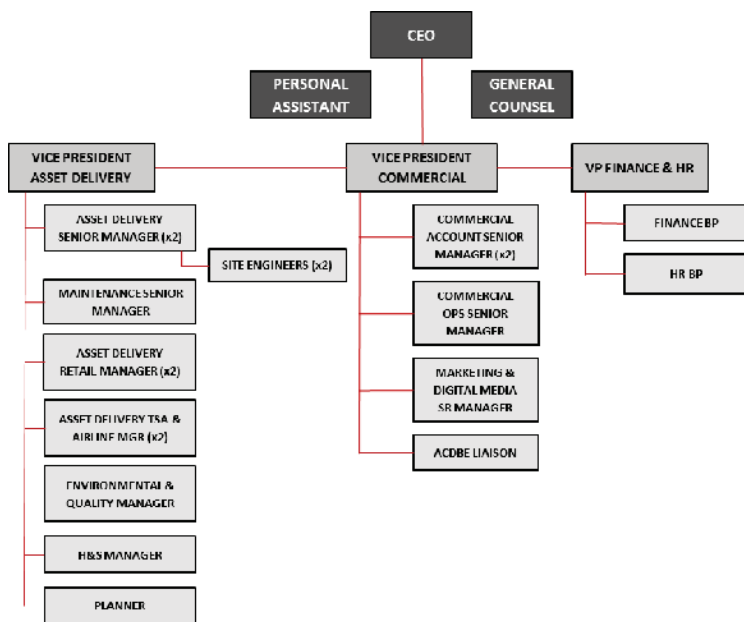 CEO
PERSONAL
ASSISTANT
GENERAL
COUNSEL
VICE PRESIDENT
ASSET DELIVERY
VICE PRESIDENT
COMMERCIAL
VP FINANCE & HR
ASSET DELIVERY
SENIOR MANAGER (x2)
SITE ENGINEERS (x2)
MAINTENANCE SENIOR
MANAGER
ASSET DELIVERY
RETAIL MANAGER (x2)
ASSET DELIVERY TSA &
AIRLINE MGR (x2)
ENVIRONMENTAL &
QUALITY MANAGER
H&S MANAGER
PLANNER
COMMERCIAL
ACCOUNT SENIOR
MANAGER (x2)
COMMERCIAL
OPS SENIOR
MANAGER
MARKETING &
DIGITAL MEDIA
SR MANAGER
ACDBE LIAISON
FINANCE BP
HR BP